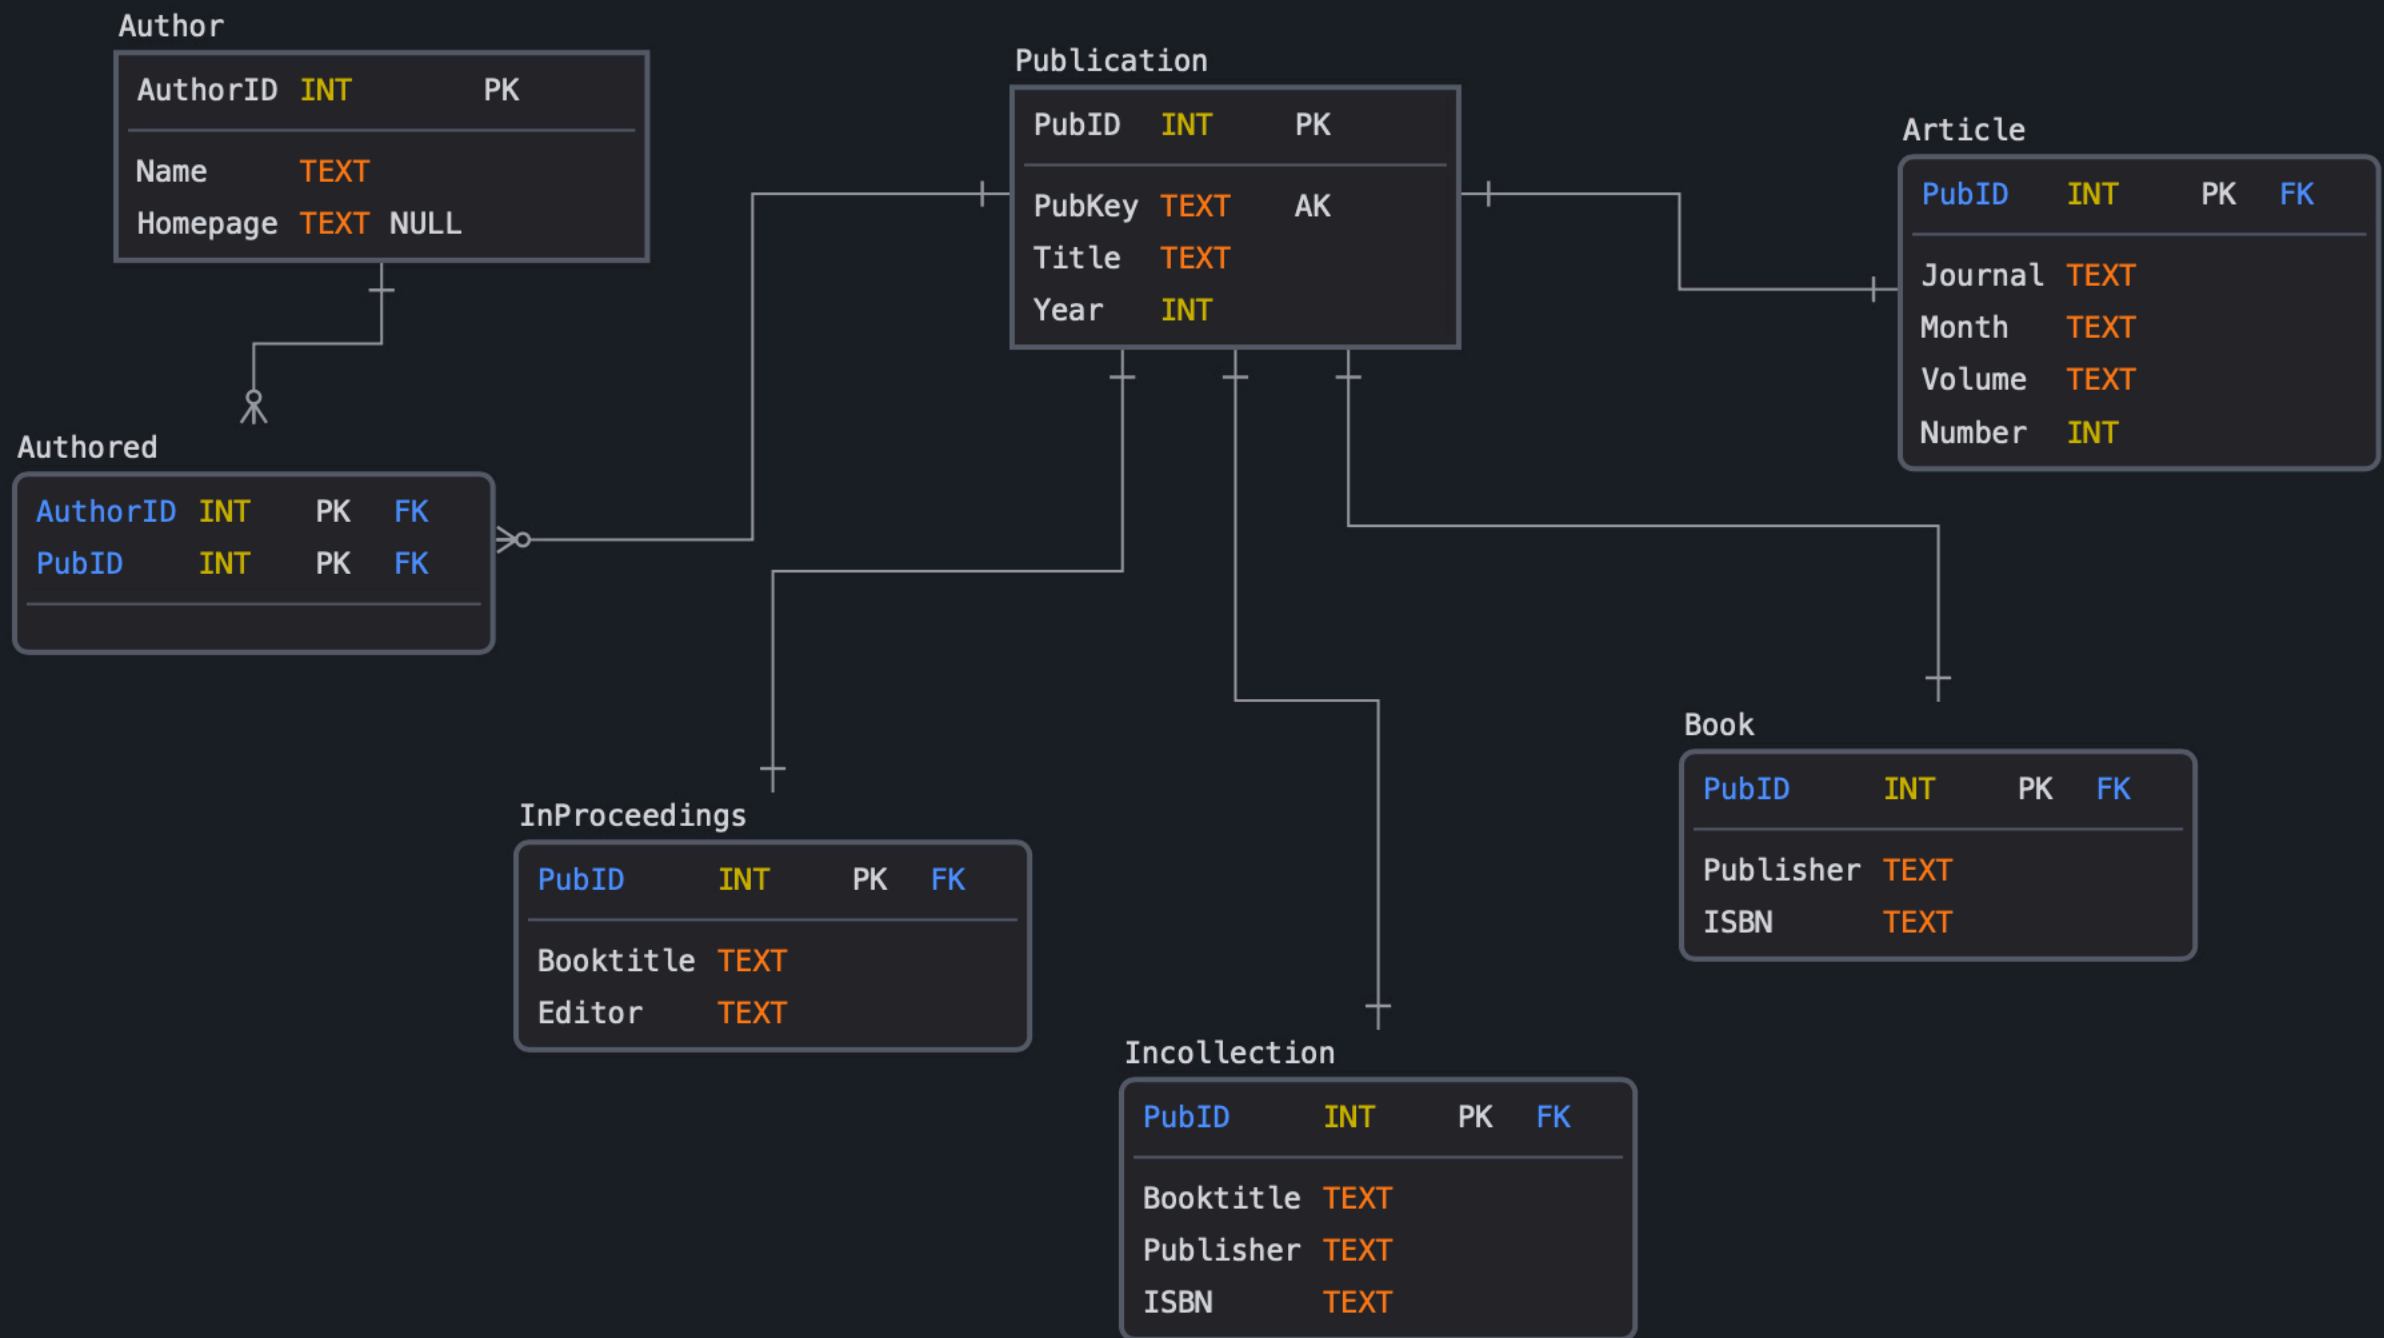 Author
AuthorID INT PK
Name TEXT
Homepage TEXT NULL
Publication
PubID INT PK
PubKey TEXT AK
Title TEXT
Year INT
Article
PubID INT PK FK
Journal TEXT
Month TEXT
Volume TEXT
Number INT
Authored
AuthorID INT PK FK
PubID INT PK FK
InProceedings
PubID INT PK FK
Booktitle TEXT
Editor TEXT
Book
PubID INT PK FK
Publisher TEXT
ISBN TEXT
Incollection
PubID INT PK FK
Booktitle TEXT
Publisher TEXT
ISBN TEXT